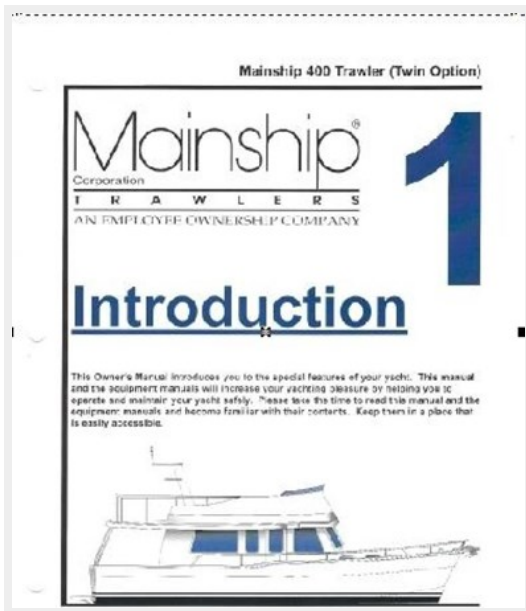 Mainship 400 Trawler (Twin Option)
Mainship®
Corporation
TRAWLERS
AN EMPLOYEE OWNERSHIP COMPANY
1
Introduction
This Owner's Manual introduces you to the special features of your yacht. This manual
and the equipment manuals will increase your yachting pleasure by helping you to
operate and maintain your yacht safely. Please take the time to read this manual and the
equipment manuals and become familiar with their contents. Keep them in a place that
is easily accessible.